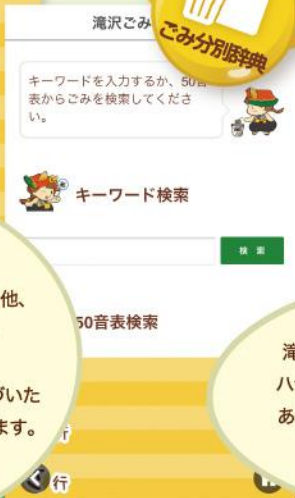 滝沢ごみ
ごみ分別辞典
キーワードを入力するか、50音
表からごみを検索してくださ
い。
キーワード検索
検 索
50音表検索
他、
づいた
ます。
行
行
滝
ハ
あ